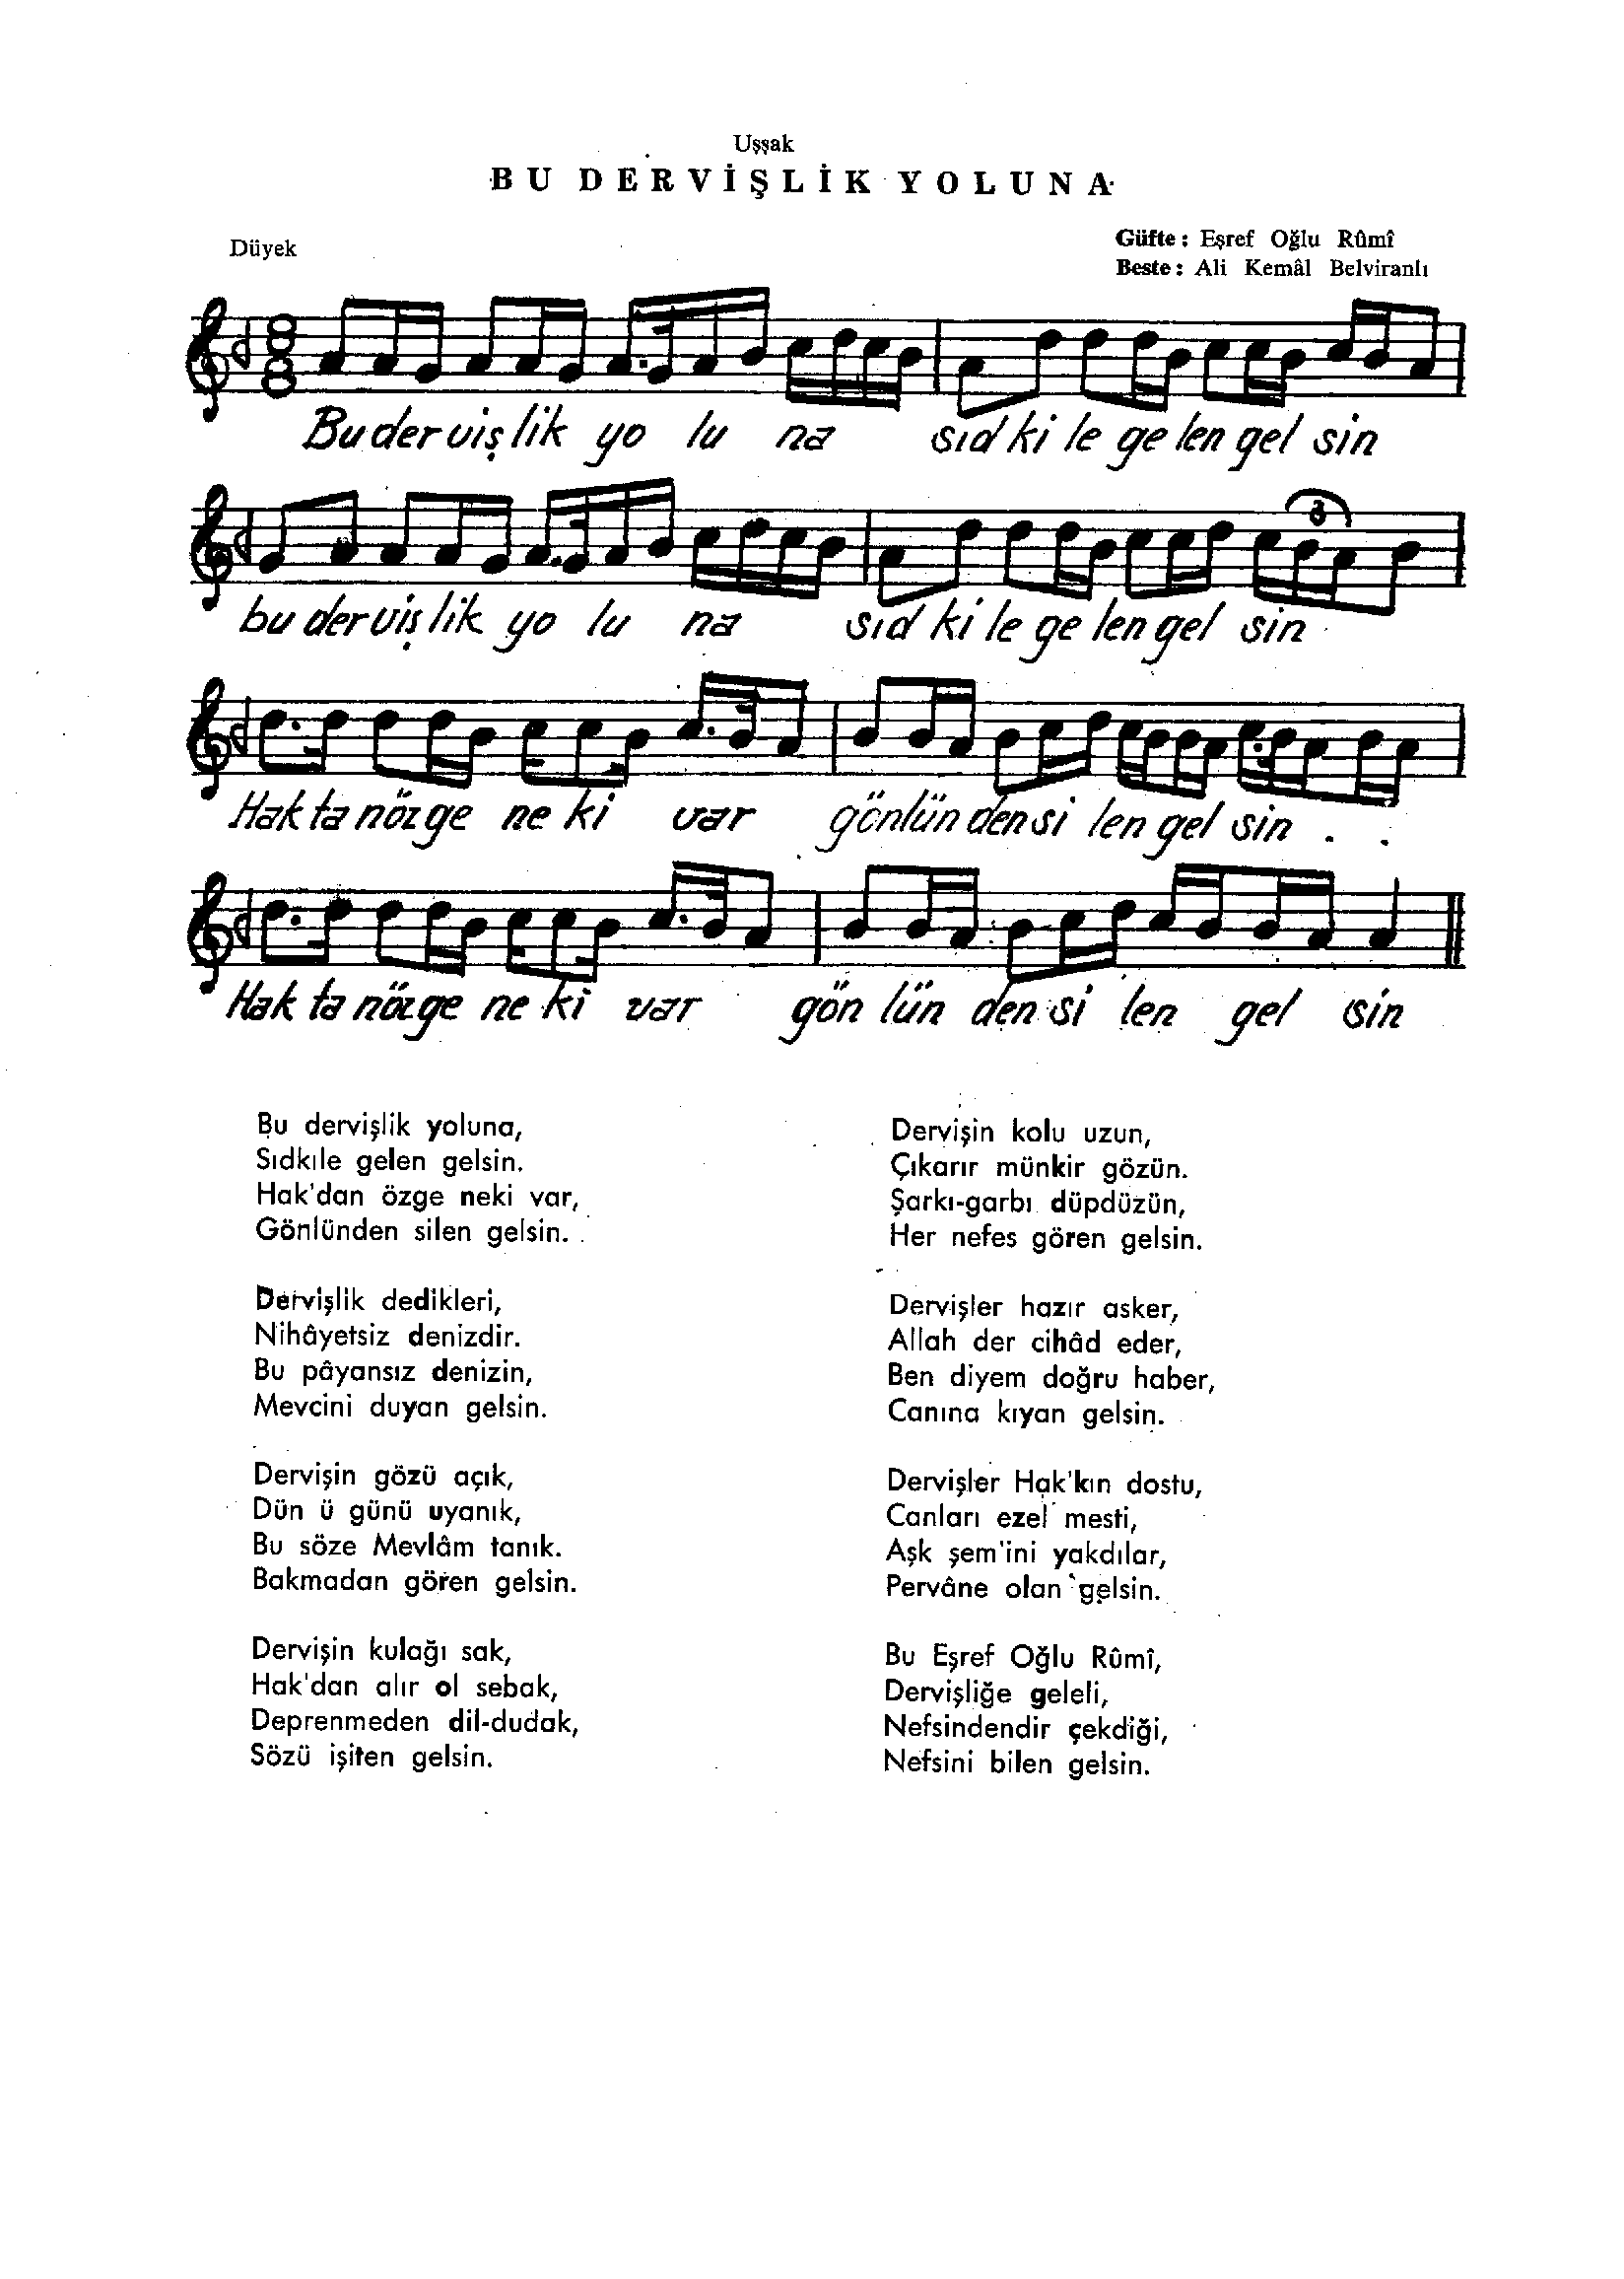 Uşşak
BU DERVİŞLİK YOLUNA
Düyek
Güfte: Eşref Oğlu Rûmî
Beste: Ali Kemâl Belviranlı
8
8
Bu der viş lik yo lu na sıd ki le ge len gel sin
3
bu der viş lik yo lu na sıd ki le ge len gel sin
Hak ta nöz ge ne ki var gönlün den si len gel sin . .
Hak ta nöz ge ne ki var gön lün den si len gel sin
Bu dervişlik yoluna,
Sıdkıle gelen gelsin.
Hak'dan özge neki var,
Gönlünden silen gelsin.
Dervişlik dedikleri,
Nihâyetsiz denizdir.
Bu pâyansız denizin,
Mevcini duyan gelsin.
Dervişin gözü açık,
Dün ü günü uyanık,
Bu söze Mevlâm tanık.
Bakmadan gören gelsin.
Dervişin kulağı sak,
Hak'dan alır ol sebak,
Deprenmeden dil-dudak,
Sözü işiten gelsin.
Dervişin kolu uzun,
Çıkarır münkir gözün.
Şarkı-garbı düpdüzün,
Her nefes gören gelsin.
Dervişler hazır asker,
Allah der cihâd eder,
Ben diyem doğru haber,
Canına kıyan gelsin.
Dervişler Hak'kın dostu,
Canları ezel mesti,
Aşk şem'ini yakdılar,
Pervâne olan gelsin.
Bu Eşref Oğlu Rûmî,
Dervişliğe geleli,
Nefsindendir çekdiği,
Nefsini bilen gelsin.